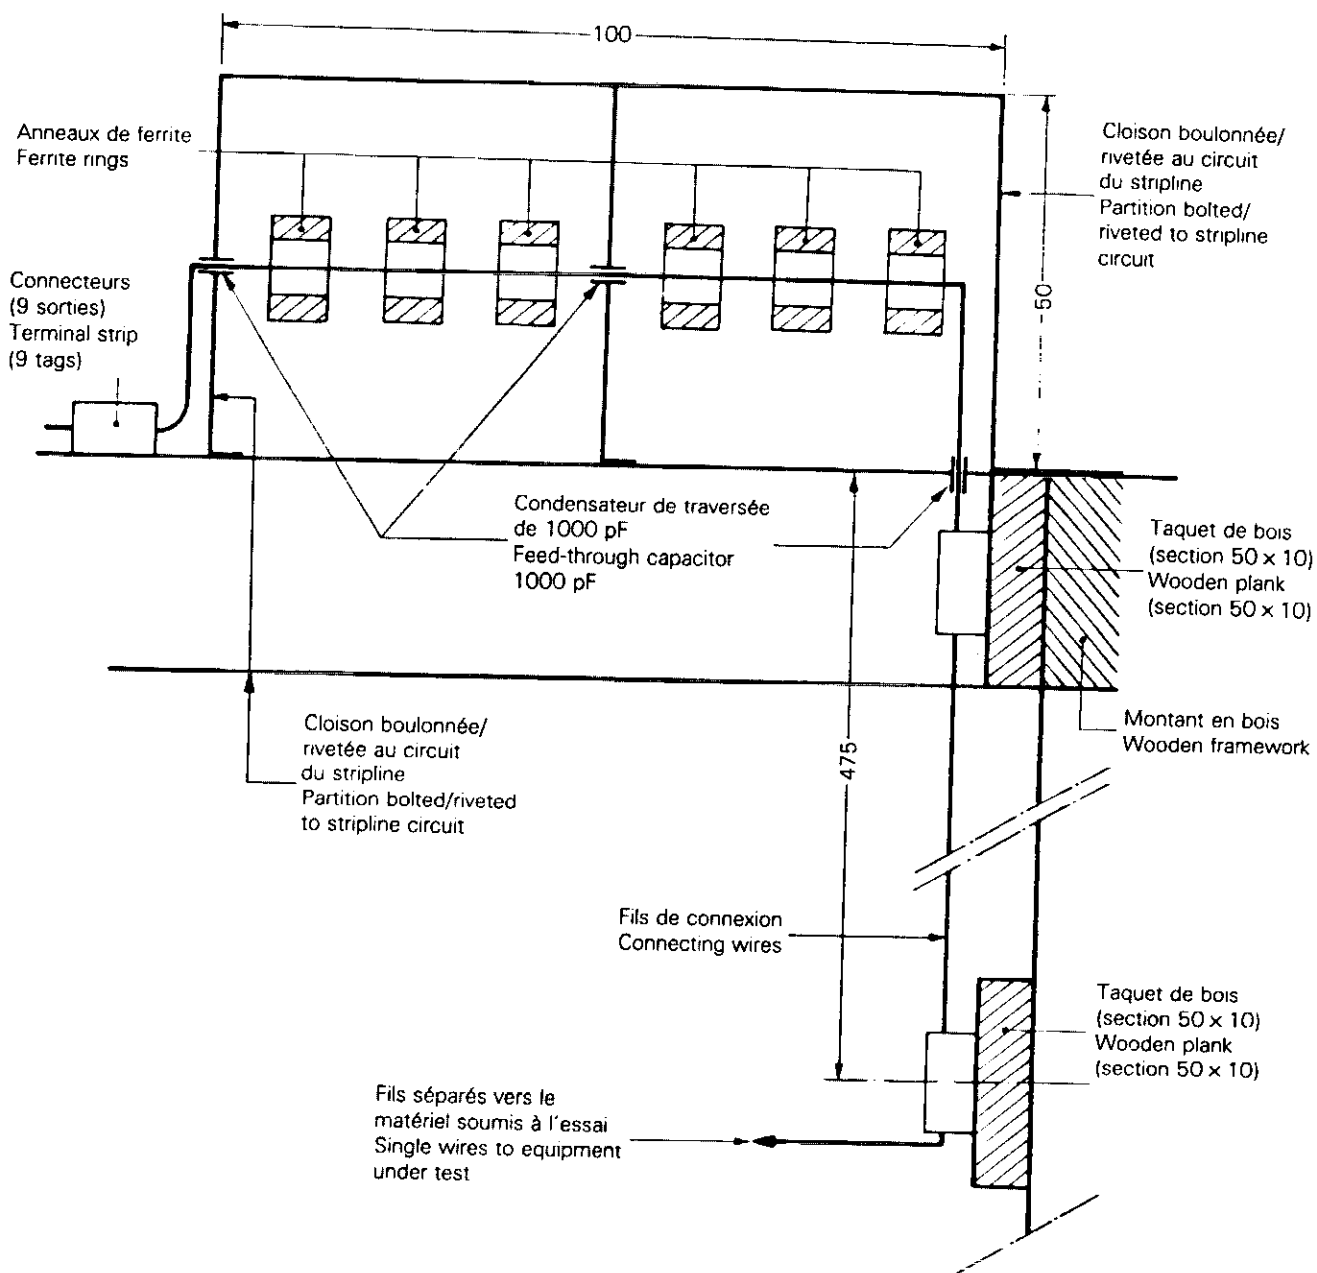 100
Anneaux de ferrite
Ferrite rings
Cloison boulonnée/
rivetée au circuit
du stripline
Partition bolted/
riveted to stripline
circuit
Connecteurs
(9 sorties)
Terminal strip
(9 tags)
50
Condensateur de traversée
de 1000 pF
Feed-through capacitor
1000 pF
Taquet de bois
(section 50 x 10)
Wooden plank
(section 50 x 10)
Cloison boulonnée/
rivetée au circuit
du stripline
Partition bolted/riveted
to stripline circuit
Montant en bois
Wooden framework
475
Fils de connexion
Connecting wires
Taquet de bois
(section 50 x 10)
Wooden plank
(section 50 x 10)
Fils séparés vers le
matériel soumis à l'essai
Single wires to equipment
under test